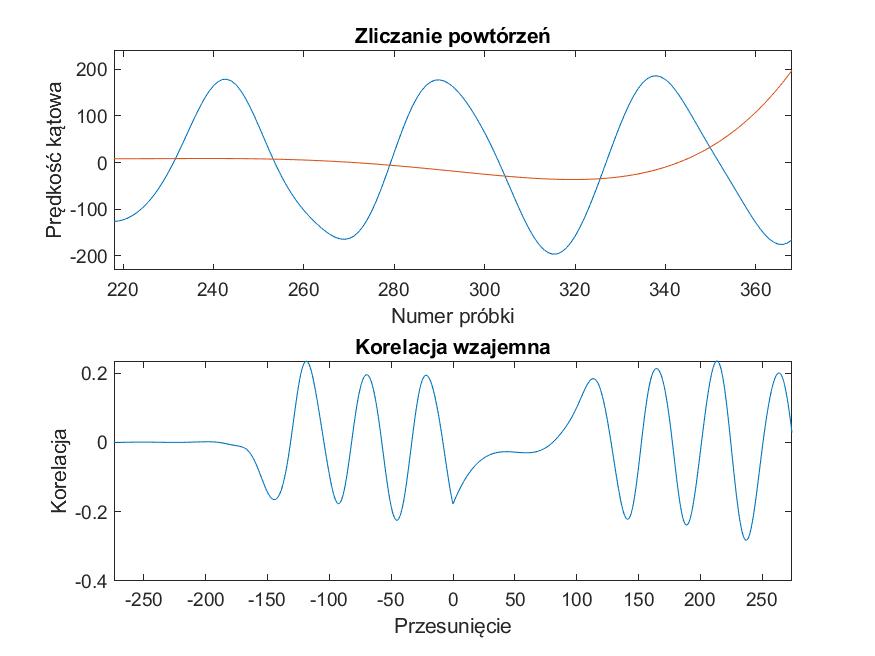 Zliczanie powtórzeń
Prędkość kątowa
200
100
0
-100
-200
220 240 260 280 300 320 340 360
Numer próbki
Korelacja wzajemna
Korelacja
0.2
0
-0.2
-0.4
-250 -200 -150 -100 -50 0 50 100 150 200 250
Przesunięcie